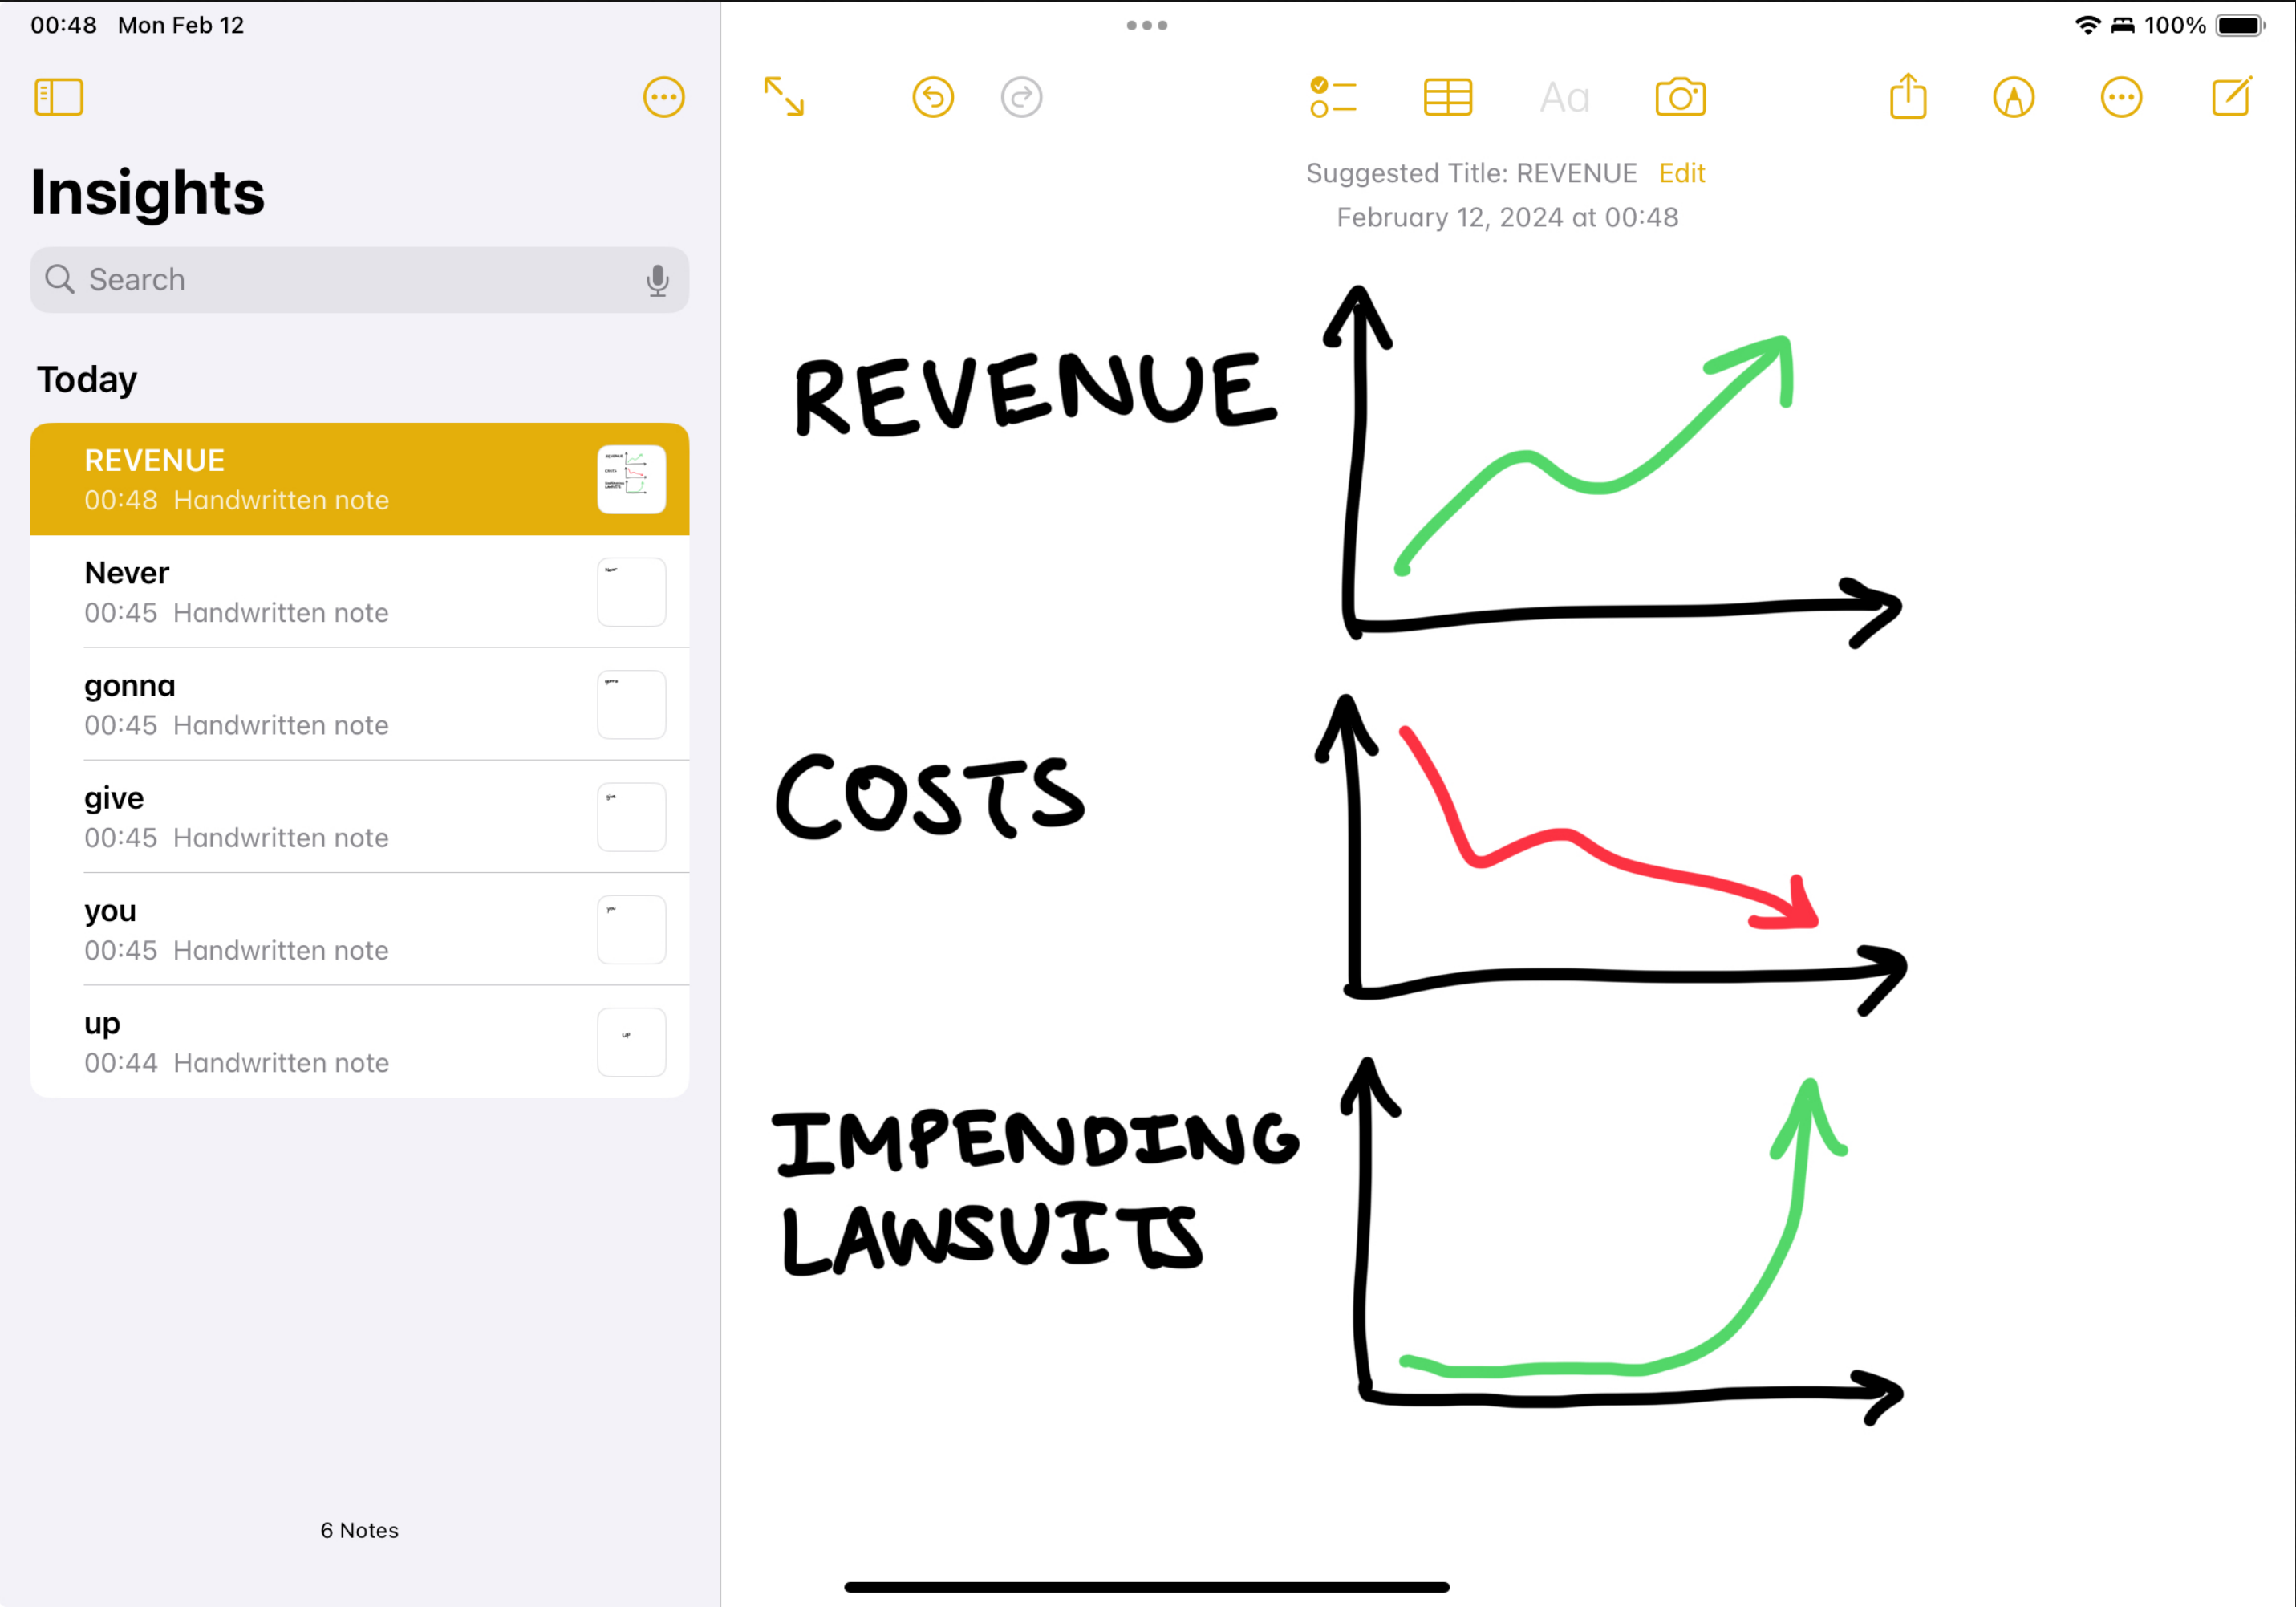 00:48 Mon Feb 12
100%
Insights
Search
Today
REVENUE
00:48 Handwritten note
Never
00:45 Handwritten note
gonna
00:45 Handwritten note
give
00:45 Handwritten note
you
00:45 Handwritten note
up
00:44 Handwritten note
6 Notes
Aa
Suggested Title: REVENUE Edit
February 12, 2024 at 00:48
REVENUE
COSTS
IMPENDING
LAWSUITS